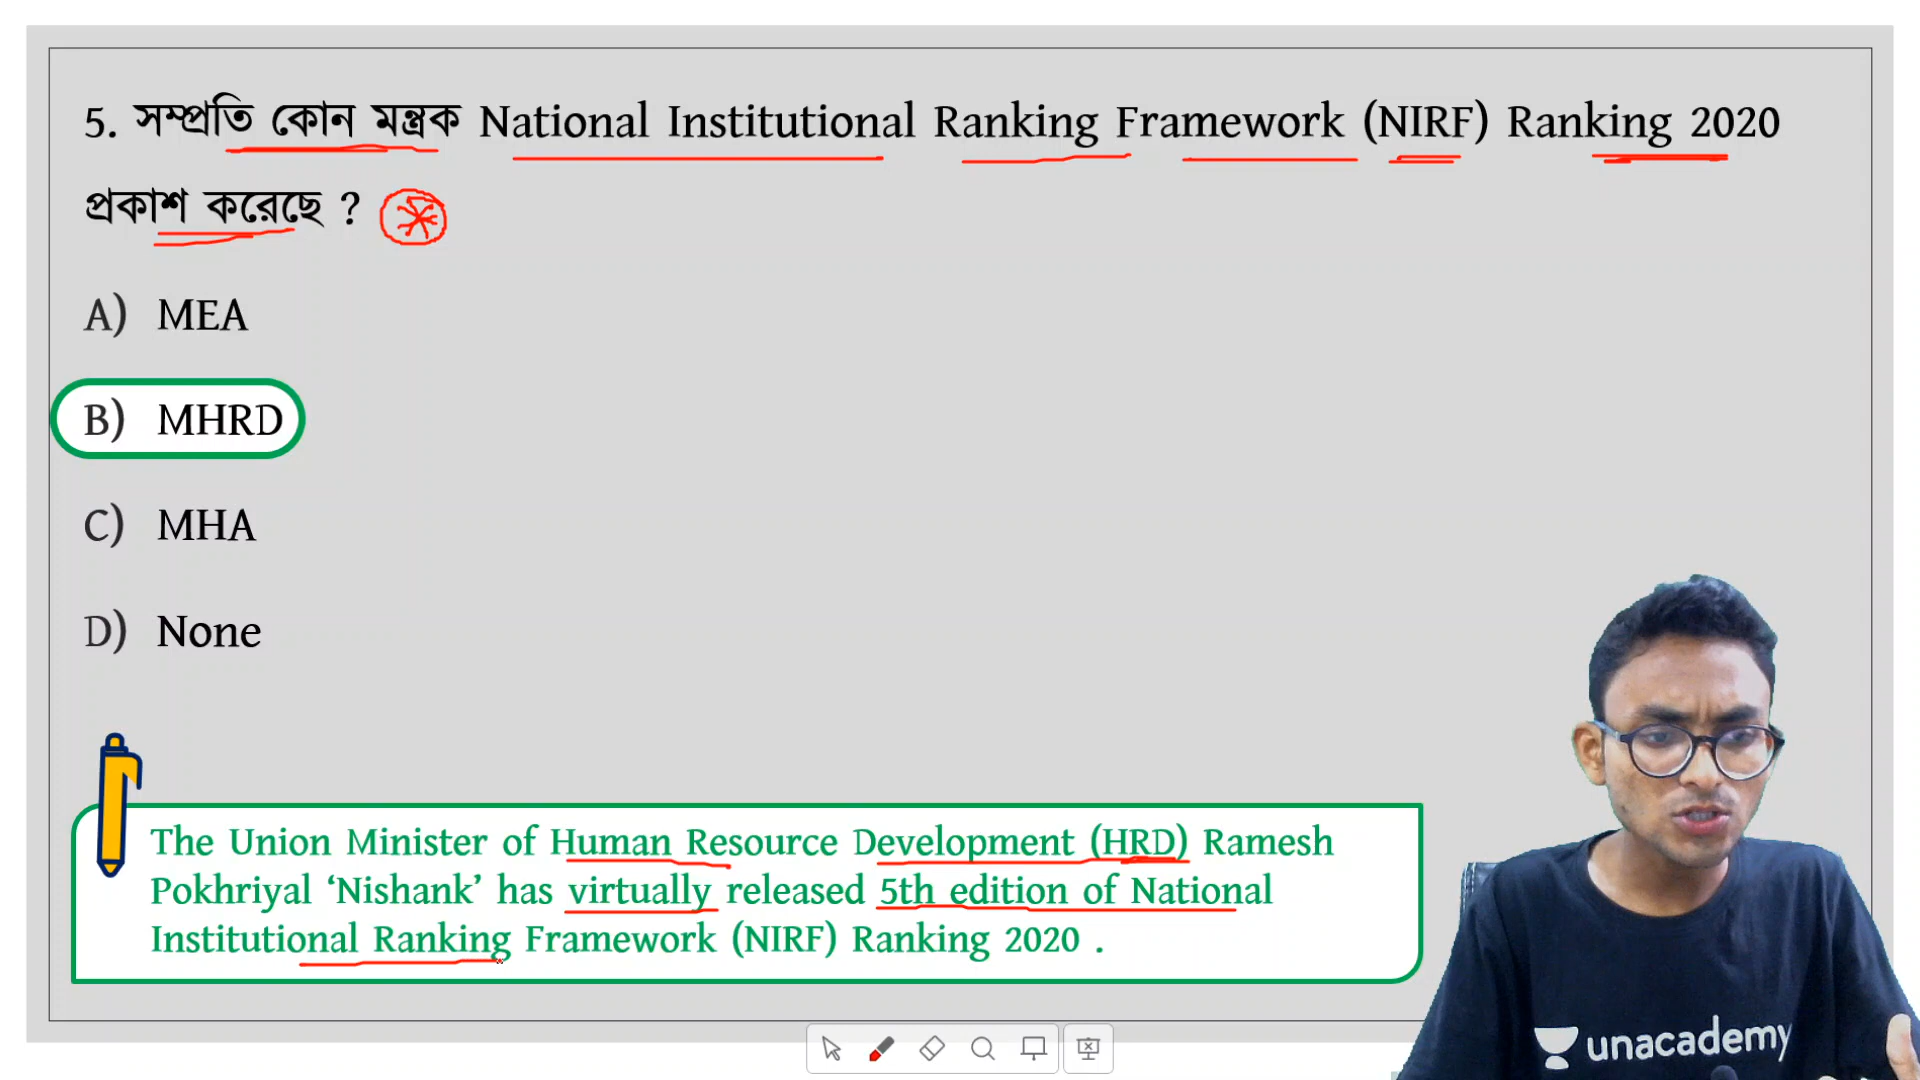 5. সম্প্রতি কোন মন্ত্রক National Institutional Ranking Framework (NIRF) Ranking 2020
প্রকাশ করেছে ?
A) MEA
B) MHRD
C) MHA
D) None
The Union Minister of Human Resource Development (HRD) Ramesh
Pokhriyal ‘Nishank’ has virtually released 5th edition of National
Institutional Ranking Framework (NIRF) Ranking 2020 .
unacademy